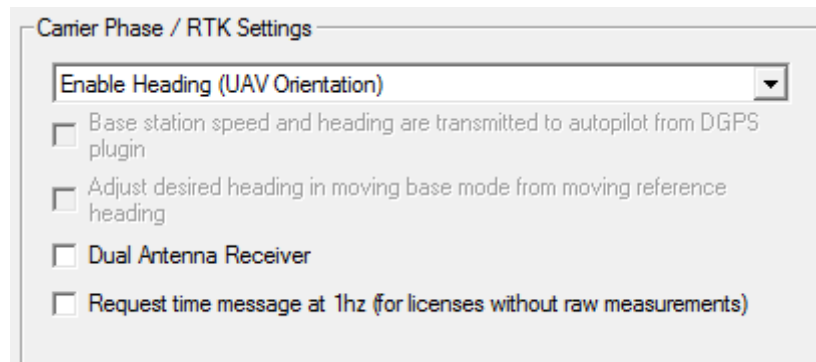 Carrier Phase / RTK Settings
Enable Heading (UAV Orientation)
Base station speed and heading are transmitted to autopilot from DGPS
plugin
Adjust desired heading in moving base mode from moving reference
heading
Dual Antenna Receiver
Request time message at 1hz (for licenses without raw measurements)